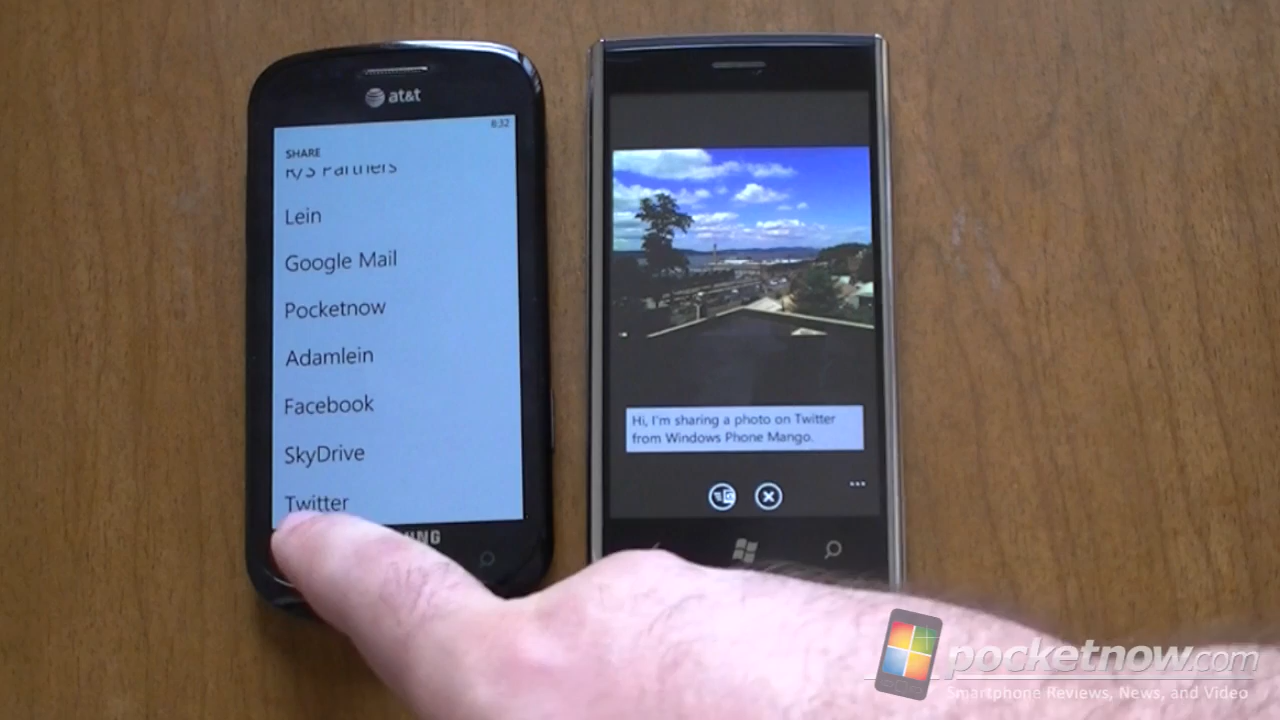 at&t
8:32
SHARE
R/S Partners
Lein
Google Mail
Pocketnow
Adamlein
Facebook
SkyDrive
Twitter
Hi, I'm sharing a photo on Twitter
from Windows Phone Mango.
pocketnow.com
Smartphone Reviews, News, and Video